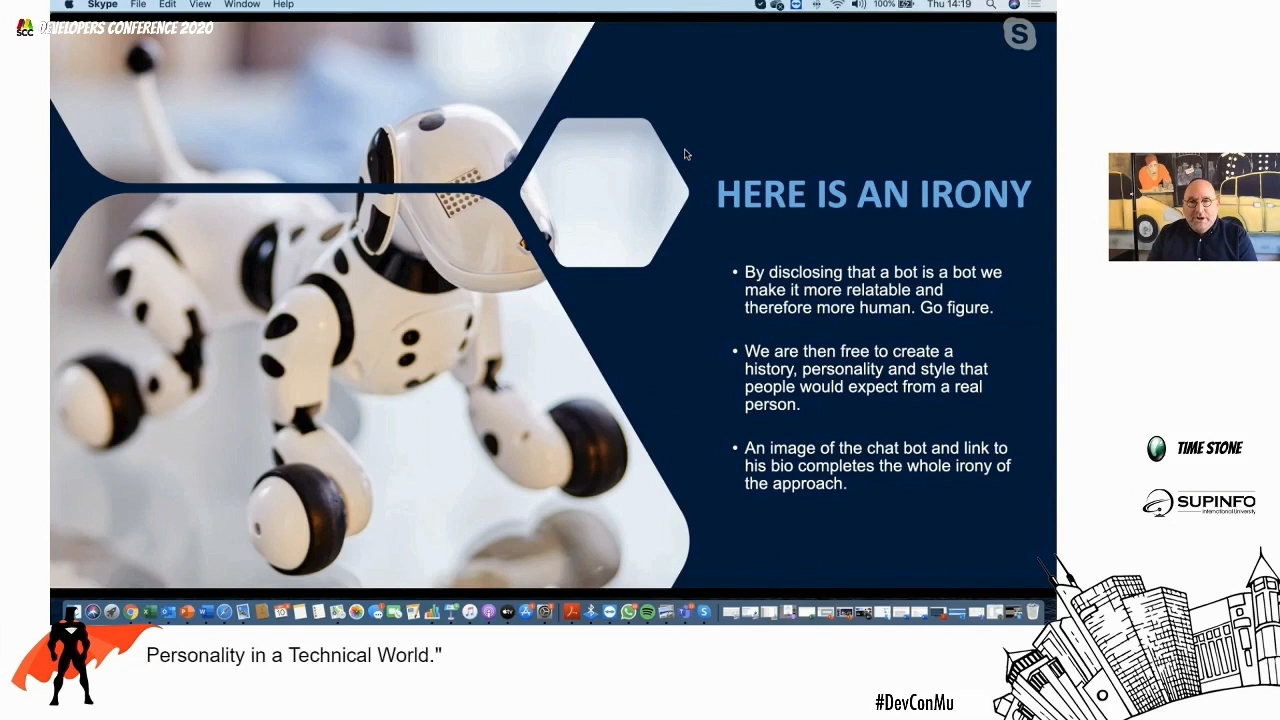 Skype File Edit View Window Help
100% Thu 14:19
SCC DEVELOPERS CONFERENCE 2020
HERE IS AN IRONY
• By disclosing that a bot is a bot we
make it more relatable and
therefore more human. Go figure.
• We are then free to create a
history, personality and style that
people would expect from a real
person.
• An image of the chat bot and link to
his bio completes the whole irony of
the approach.
TIME STONE
SUPINFO
International University
Personality in a Technical World."
#DevConMu